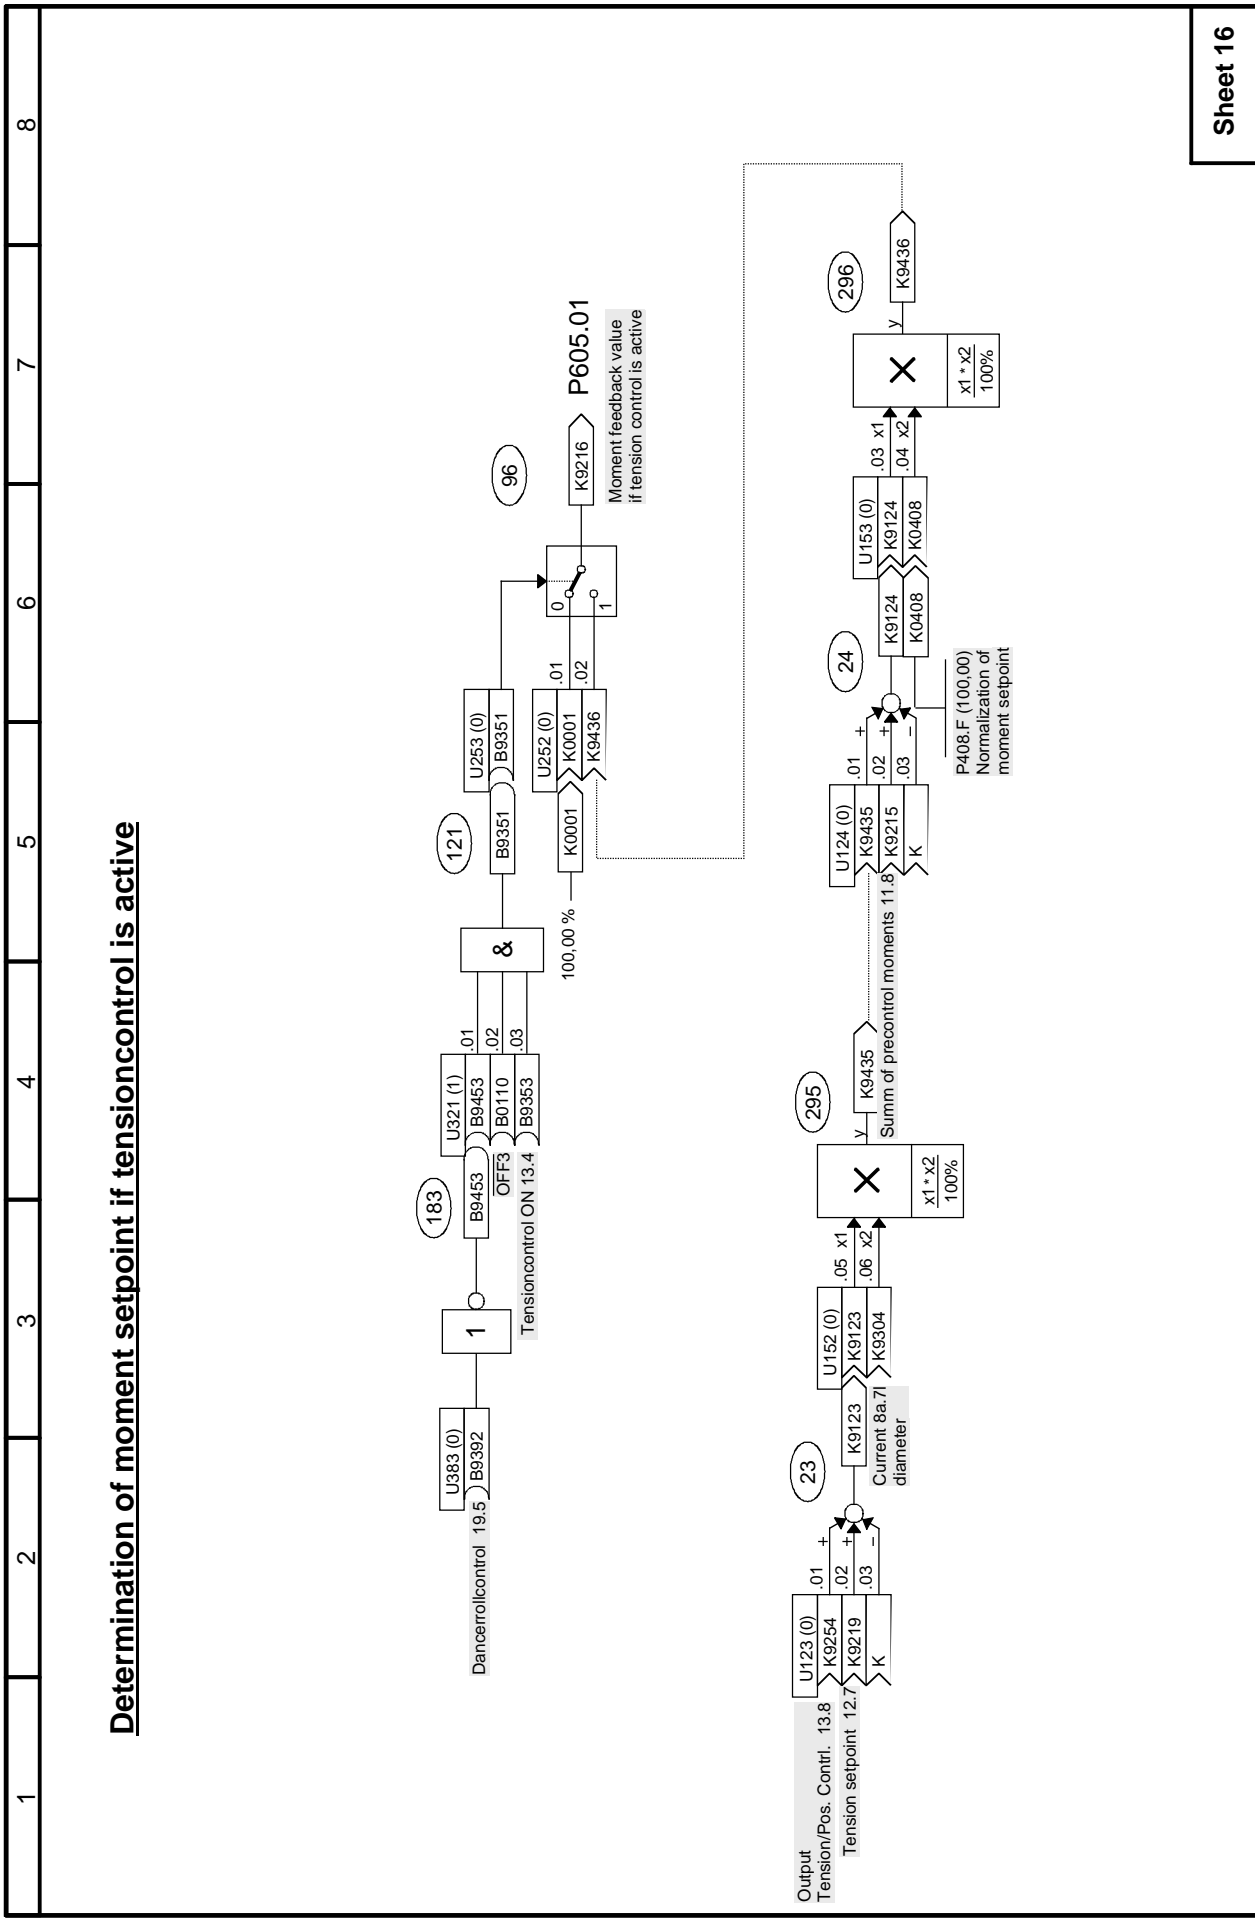 1 2 3 4 5 6 7 8
Determination of moment setpoint if tensioncontrol is active
183
121
96
U383 (0)
B9392
Dancerrollcontrol 19.5
1
B9453
U321 (1)
B9453 .01
B0110 .02
B9353 .03
OFF3
Tensioncontrol ON 13.4
&
B9351
U253 (0)
B9351
100,00 %
K0001
U252 (0)
K0001 .01
K9436 .02
0
1
K9216
P605.01
Moment feedback value
if tension control is active
23
295
24
296
Output
Tension/Pos. Contrl. 13.8
Tension setpoint 12.7
U123 (0)
K9254 .01 +
K9219 .02 +
K .03 –
K9123
Current 8a.7l
diameter
U152 (0)
K9123 .05 x1
K9304 .06 x2
x1 * x2
100%
y
K9435
Summ of precontrol moments 11.8
U124 (0)
K9435 .01 +
K9215 .02 +
K .03 –
K9124
K0408
P408.F (100,00)
Normalization of
moment setpoint
U153 (0)
K9124 .03 x1
K0408 .04 x2
x1 * x2
100%
y
K9436
Sheet 16